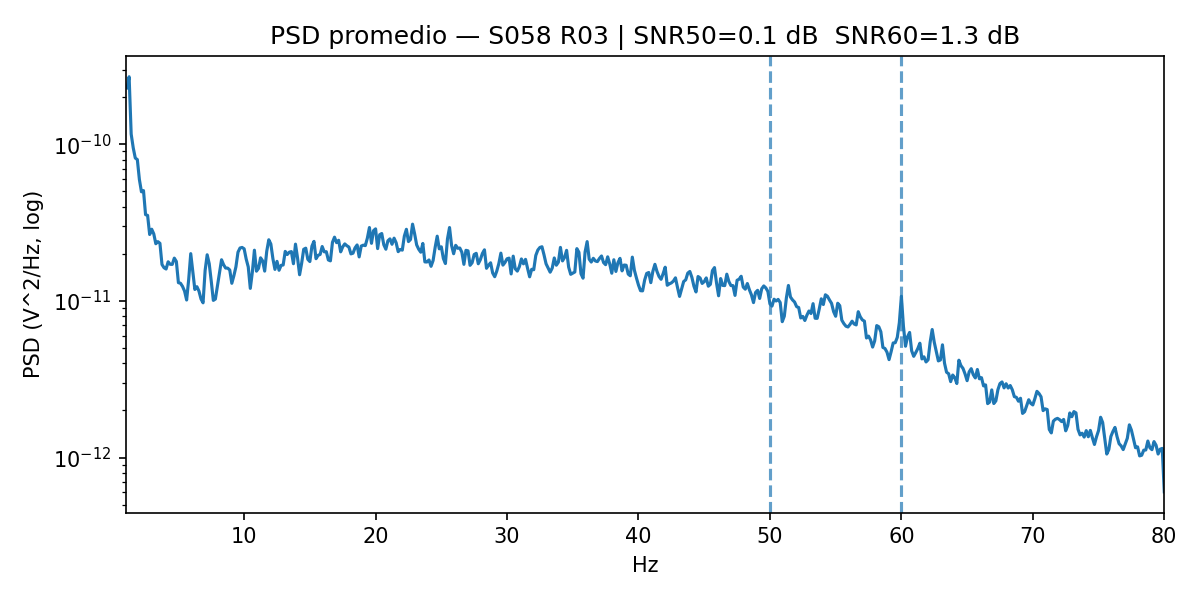 PSD promedio — S058 R03 | SNR50=0.1 dB  SNR60=1.3 dB
PSD (V^2/Hz, log)
10⁻¹⁰
10⁻¹¹
10⁻¹²
10 20 30 40 50 60 70 80
Hz